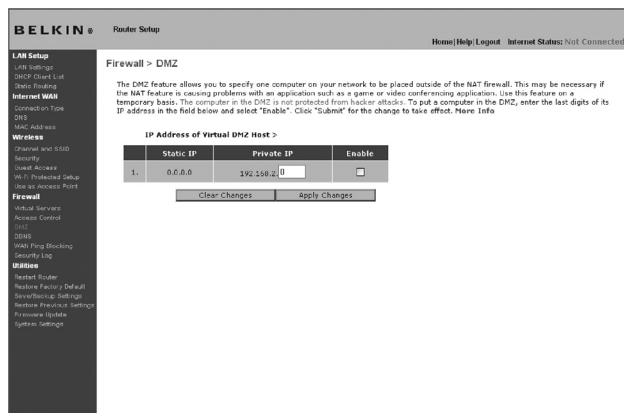 BELKIN
Router Setup
Home|Help|Logout Internet Status: Not Connected
LAN Setup
LAN Settings
DHCP Client List
Static Routing
Internet WAN
Connection Type
DNS
MAC Address
Wireless
Channel and SSID
Security
Guest Access
Wi-Fi Protected Setup
Use as Access Point
Firewall
Virtual Servers
Access Control
DMZ
DDNS
WAN Ping Blocking
Security Log
Utilities
Restart Router
Restore Factory Default
Save/Backup Settings
Restore Previous Settings
Firmware Update
System Settings
Firewall > DMZ
The DMZ feature allows you to specify one computer on your network to be placed outside of the NAT firewall. This may be necessary if
the NAT feature is causing problems with an application such as a game or video conferencing application. Use this feature on a
temporary basis. The computer in the DMZ is not protected from hacker attacks. To put a computer in the DMZ, enter the last digits of its
IP address in the field below and select "Enable". Click "Submit" for the change to take effect. More Info
IP Address of Virtual DMZ Host >
Static IP Private IP Enable
1. 0.0.0.0 192.168.2. 0
Clear Changes Apply Changes